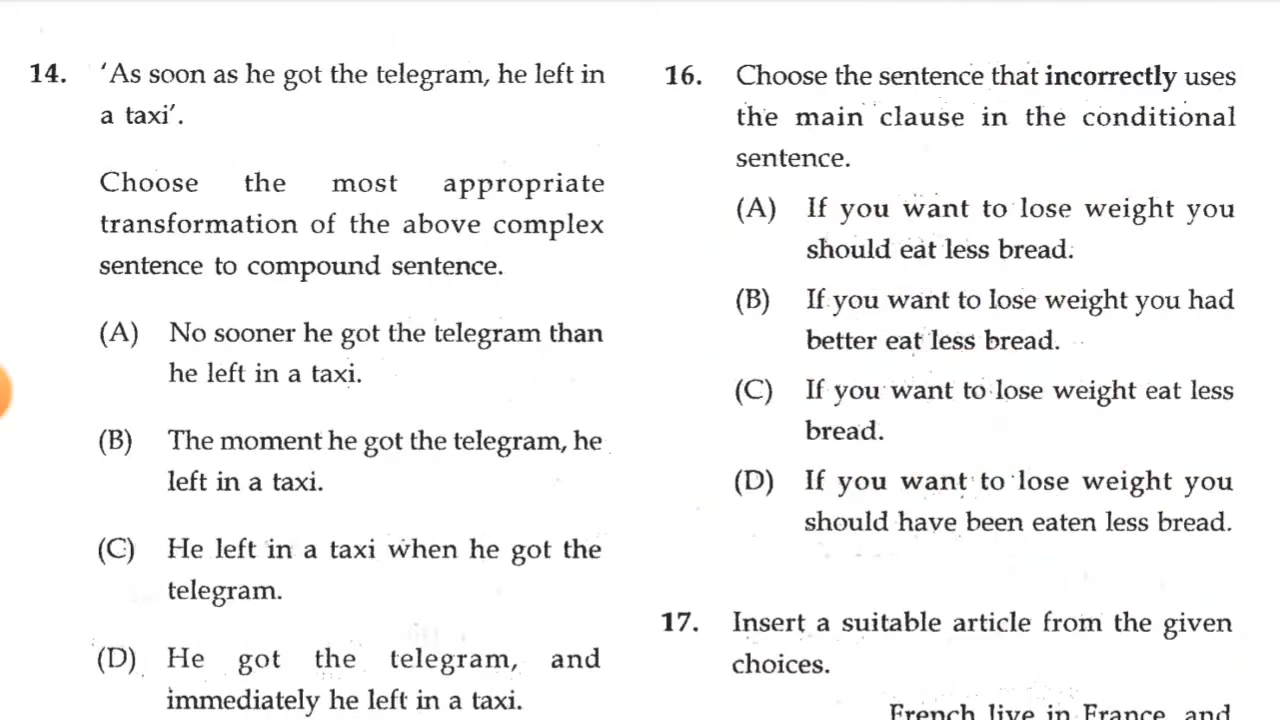 14. 'As soon as he got the telegram, he left in
a taxi'.
Choose the most appropriate
transformation of the above complex
sentence to compound sentence.
(A) No sooner he got the telegram than
he left in a taxi.
(B) The moment he got the telegram, he
left in a taxi.
(C) He left in a taxi when he got the
telegram.
(D) He got the telegram, and
immediately he left in a taxi.
16. Choose the sentence that incorrectly uses
the main clause in the conditional
sentence.
(A) If you want to lose weight you
should eat less bread.
(B) If you want to lose weight you had
better eat less bread.
(C) If you want to lose weight eat less
bread.
(D) If you want to lose weight you
should have been eaten less bread.
17. Insert a suitable article from the given
choices.
French live in France, and